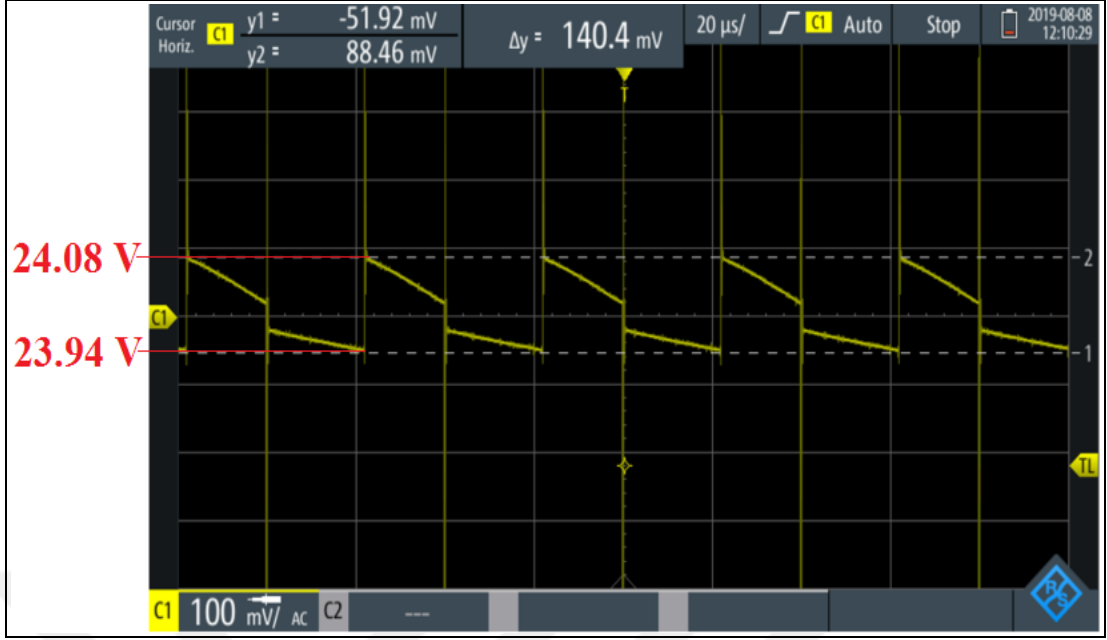 Cursor
Horiz.
C1
y1 = -51.92 mV
y2 = 88.46 mV
Δy = 140.4 mV
20 µs/
C1 Auto
Stop
2019-08-08
12:10:29
T
24.08 V
2
C1
23.94 V
1
TL
C1 100 mV/ AC C2 ---
R S